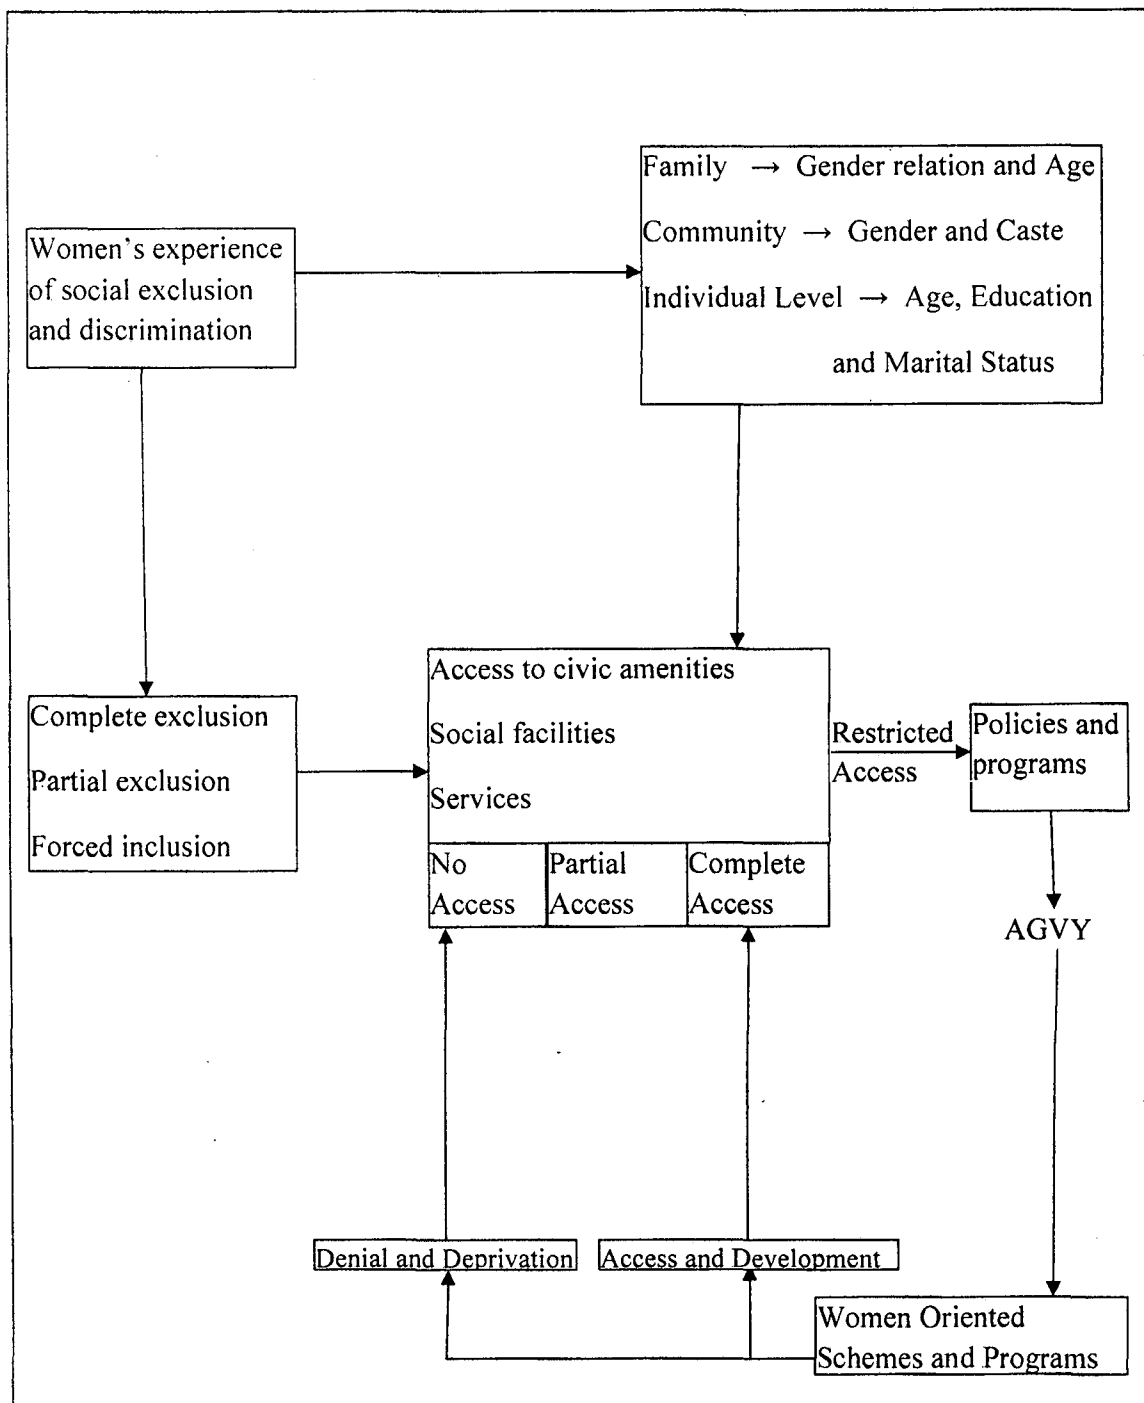 Family → Gender relation and Age
Community → Gender and Caste
Individual Level → Age, Education
and Marital Status
Women's experience
of social exclusion
and discrimination
Access to civic amenities
Social facilities
Services
No
Access
Partial
Access
Complete
Access
Complete exclusion
Partial exclusion
Forced inclusion
Restricted
Access
Policies and
programs
AGVY
Denial and Deprivation
Access and Development
Women Oriented
Schemes and Programs